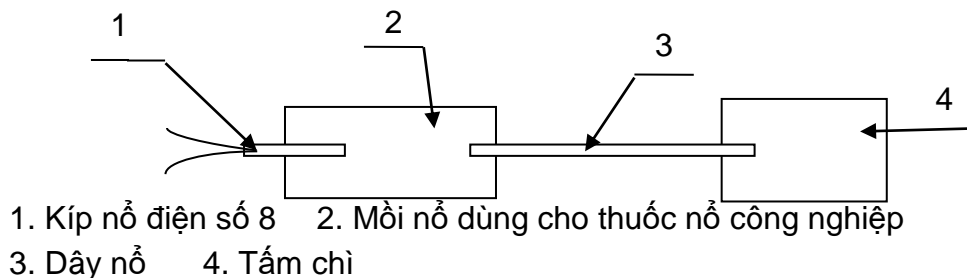 1
2
3
4
1. Kíp nổ điện số 8 2. Mồi nổ dùng cho thuốc nổ công nghiệp
3. Dây nổ 4. Tấm chì